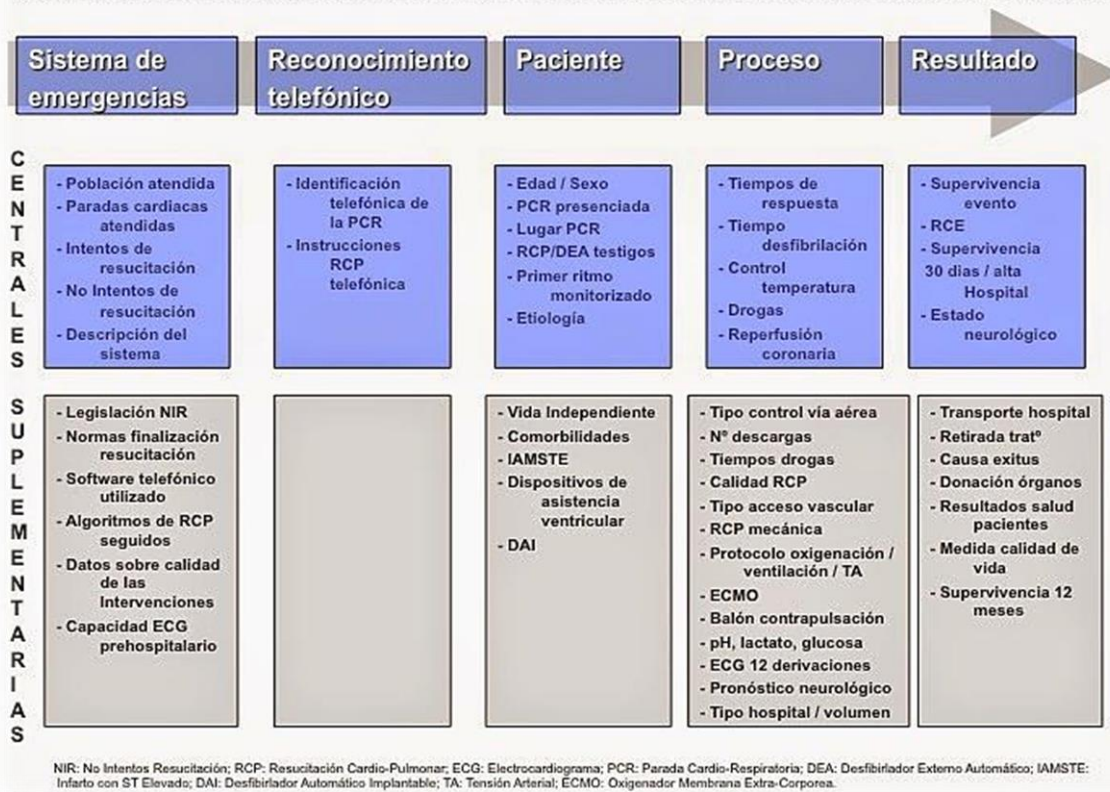 Sistema de
emergencias
Reconocimiento
telefónico
Paciente
Proceso
Resultado
CENTRALES
- Población atendida
- Paradas cardiacas
atendidas
- Intentos de
resucitación
- No Intentos de
resucitación
- Descripción del
sistema
- Identificación
telefónica de
la PCR
- Instrucciones
RCP
telefónica
- Edad / Sexo
- PCR presenciada
- Lugar PCR
- RCP/DEA testigos
- Primer ritmo
monitorizado
- Etiología
- Tiempos de
respuesta
- Tiempo
desfibrilación
- Control
temperatura
- Drogas
- Reperfusión
coronaria
- Supervivencia
evento
- RCE
- Supervivencia
30 dias / alta
Hospital
- Estado
neurológico
SUPLEMENTARIAS
- Legislación NIR
- Normas finalización
resucitación
- Software telefónico
utilizado
- Algoritmos de RCP
seguidos
- Datos sobre calidad
de las
Intervenciones
- Capacidad ECG
prehospitalario
- Vida Independiente
- Comorbilidades
- IAMSTE
- Dispositivos de
asistencia
ventricular
- DAI
- Tipo control vía aérea
- Nº descargas
- Tiempos drogas
- Calidad RCP
- Tipo acceso vascular
- RCP mecánica
- Protocolo oxigenación /
ventilación / TA
- ECMO
- Balón contrapulsación
- pH, lactato, glucosa
- ECG 12 derivaciones
- Pronóstico neurológico
- Tipo hospital / volumen
- Transporte hospital
- Retirada tratº
- Causa exitus
- Donación órganos
- Resultados salud
pacientes
- Medida calidad de
vida
- Supervivencia 12
meses
NIR: No Intentos Resucitación; RCP: Resucitación Cardio-Pulmonar; ECG: Electrocardiograma; PCR: Parada Cardio-Respiratoria; DEA: Desfibirlador Externo Automático; IAMSTE:
Infarto con ST Elevado; DAI: Desfibirlador Automático Implantable; TA: Tensión Arterial; ECMO: Oxigenador Membrana Extra-Corporea.